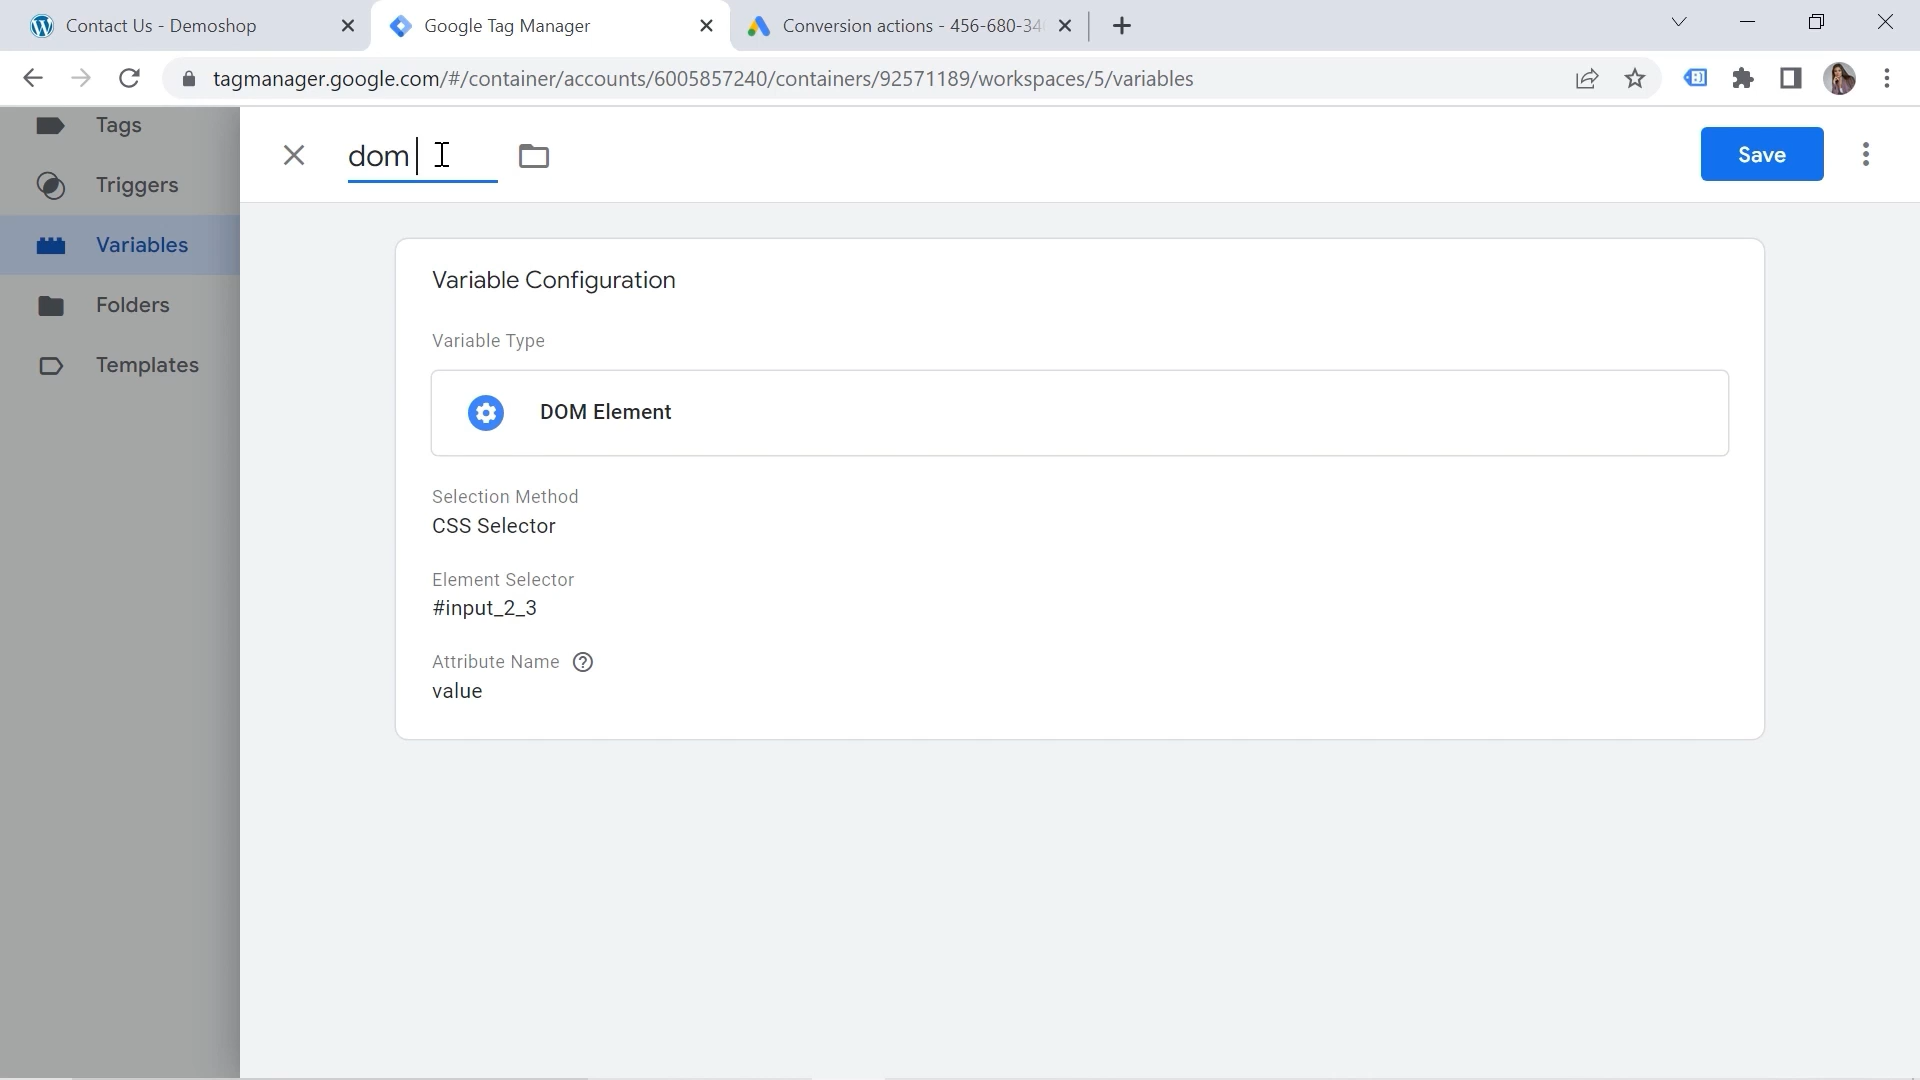 Contact Us - Demoshop
Google Tag Manager
Conversion actions - 456-680-34
tagmanager.google.com/#/container/accounts/6005857240/containers/92571189/workspaces/5/variables
Tags
dom
Save
Triggers
Variables
Folders
Templates
Variable Configuration
Variable Type
DOM Element
Selection Method
CSS Selector
Element Selector
#input_2_3
Attribute Name
value